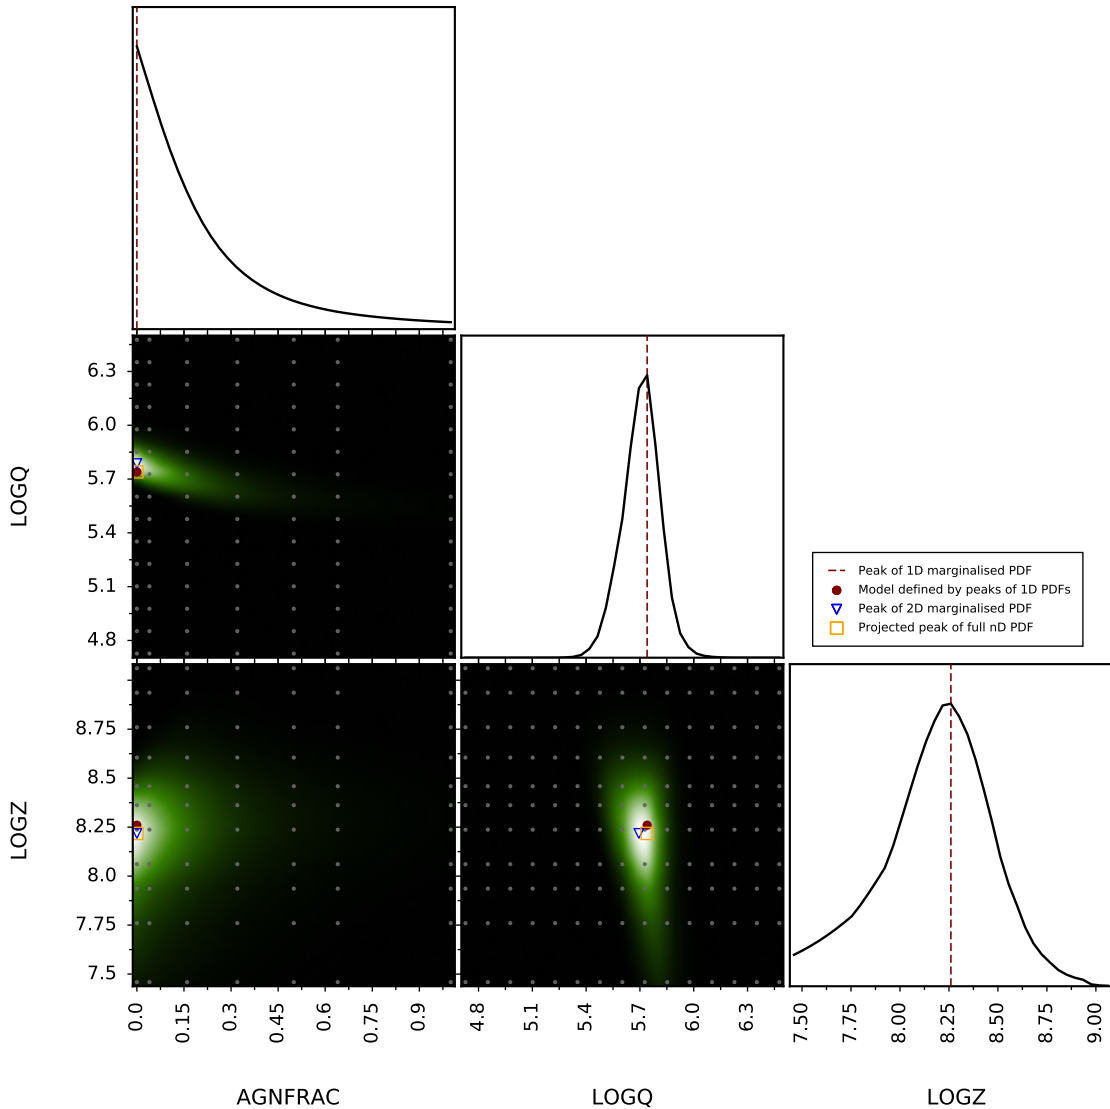 LOGQ
6.3
6.0
5.7
5.4
5.1
4.8
Peak of 1D marginalised PDF
Model defined by peaks of 1D PDFs
Peak of 2D marginalised PDF
Projected peak of full nD PDF
LOGZ
8.75
8.5
8.25
8.0
7.75
7.5
0.0 0.15 0.3 0.45 0.6 0.75 0.9
4.8 5.1 5.4 5.7 6.0 6.3
7.50 7.75 8.00 8.25 8.50 8.75 9.00
AGNFRAC LOGQ LOGZ